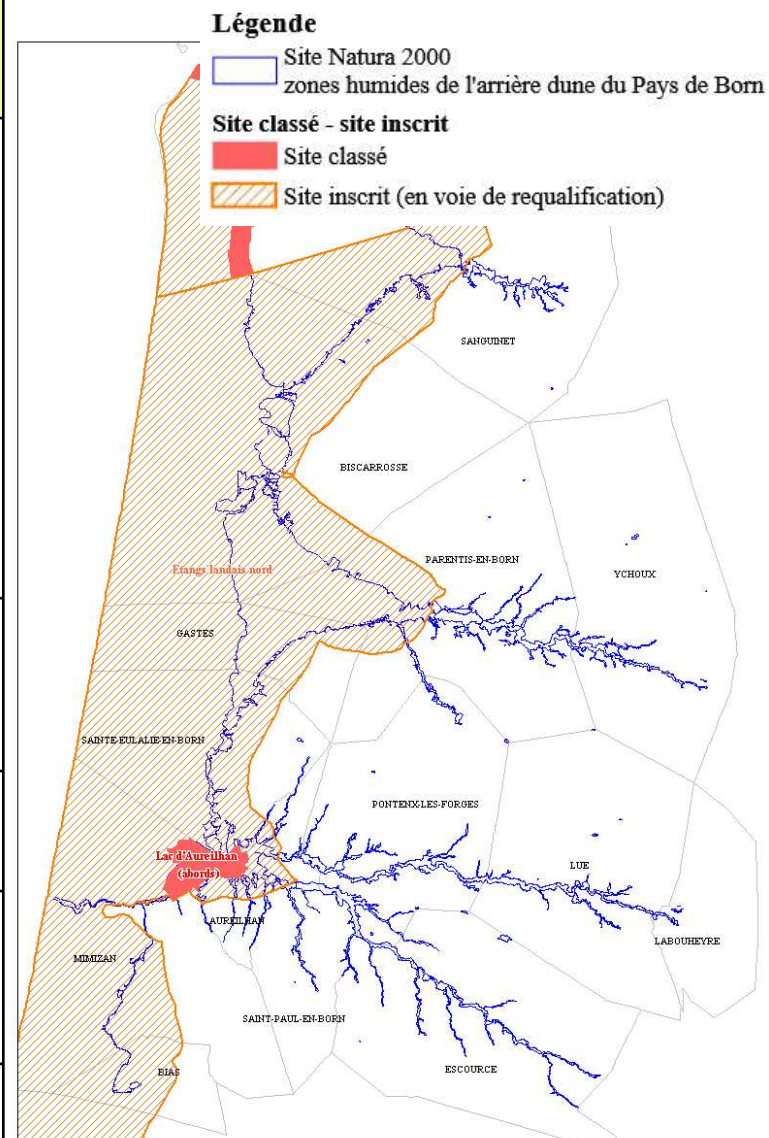 Légende
Site Natura 2000
zones humides de l'arrière dune du Pays de Born
Site classé - site inscrit
Site classé
Site inscrit (en voie de requalification)
SANGUINET
BISCARROSSE
PARENTIS-EN-BORN
YCHOUX
Etangs landais nord
GASTES
SAINTE-EULALIE-EN-BORN
PONTENX-LES-FORGES
Lac d'Aureilhan
(abords)
LUE
AUREILHAN
LABOUHEYRE
MIMIZAN
SAINT-PAUL-EN-BORN
ESCOURCE
BIAS